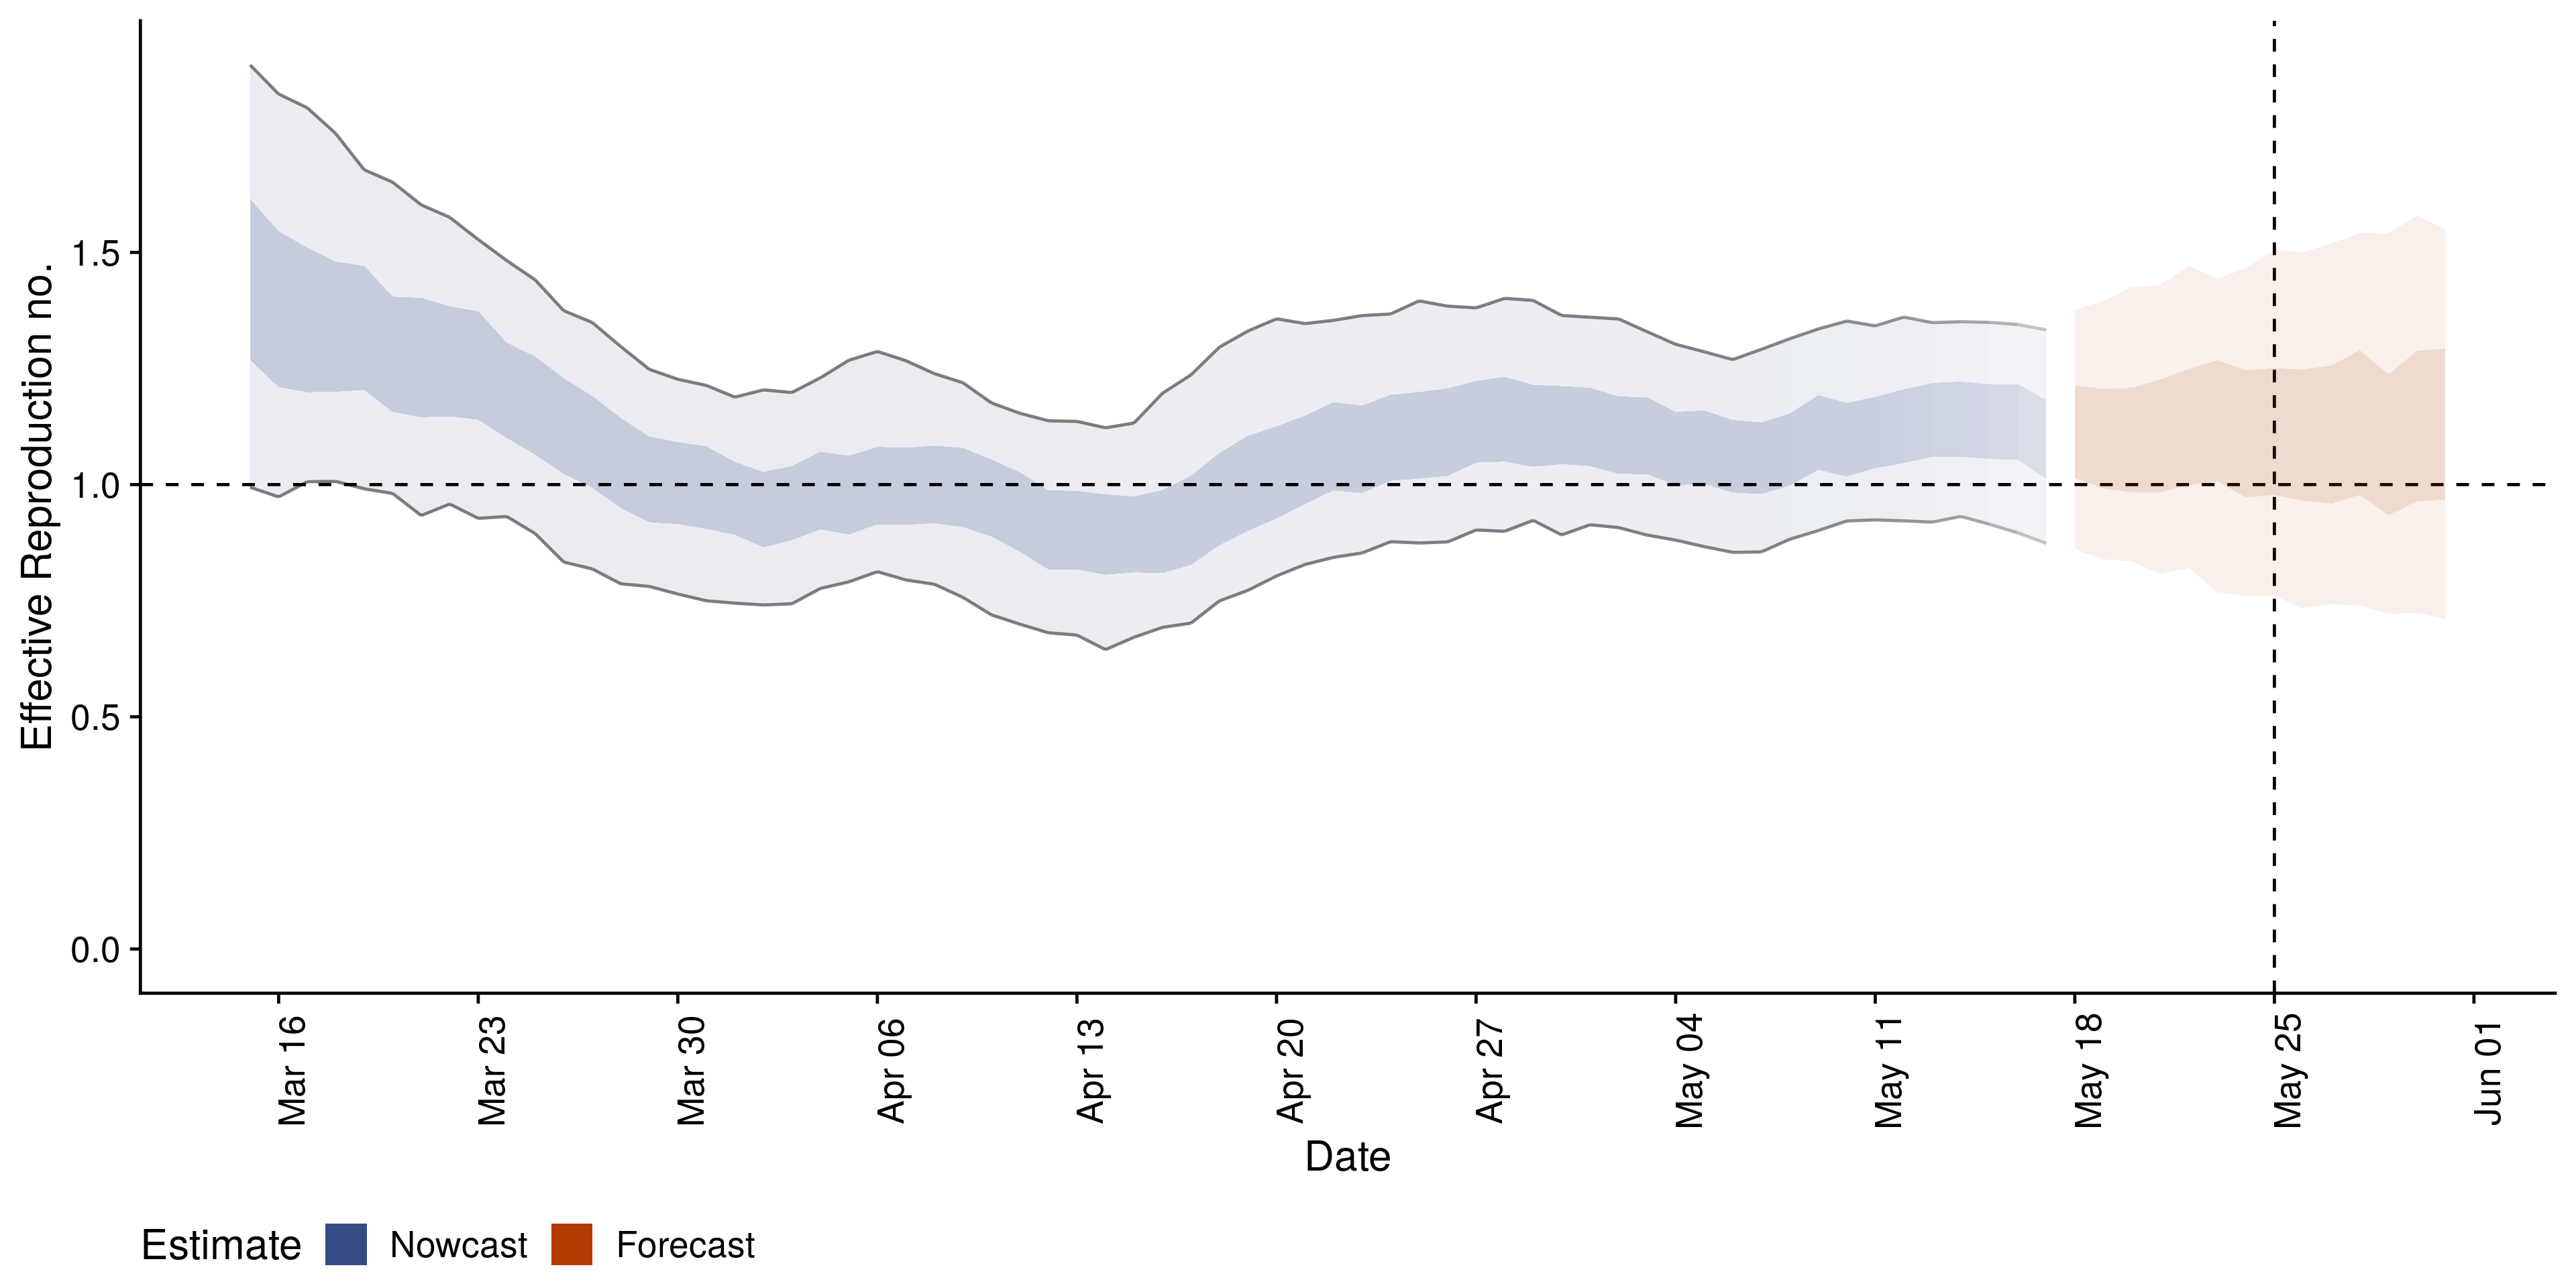 Effective Reproduction no.
1.5
1.0
0.5
0.0
Mar 16
Mar 23
Mar 30
Apr 06
Apr 13
Apr 20
Apr 27
May 04
May 11
May 18
May 25
Jun 01
Date
Estimate Nowcast Forecast